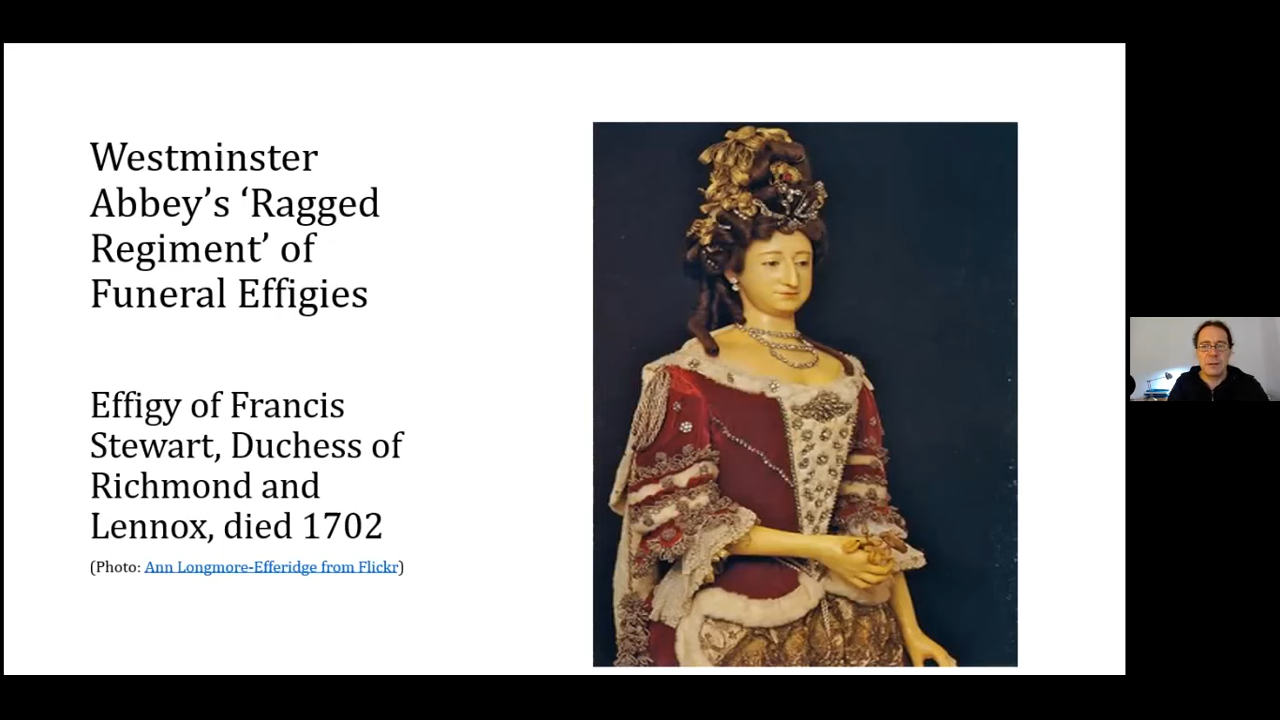 Westminster
Abbey’s ‘Ragged
Regiment’ of
Funeral Effigies
Effigy of Francis
Stewart, Duchess of
Richmond and
Lennox, died 1702
(Photo: Ann Longmore-Efferidge from Flickr)